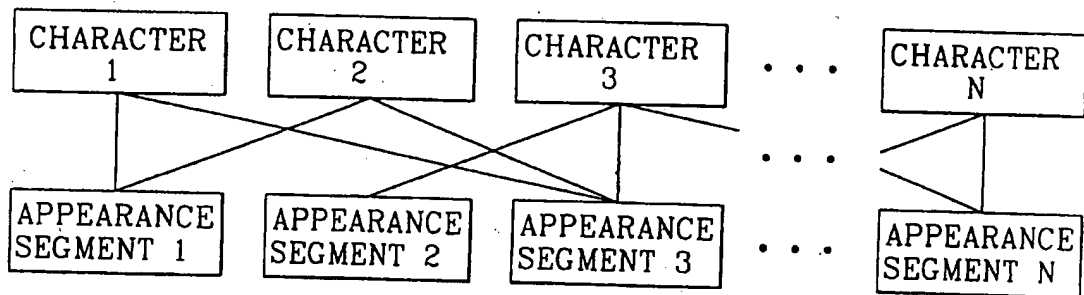 CHARACTER
1
CHARACTER
2
CHARACTER
3
. . .
CHARACTER
N
. . .
APPEARANCE
SEGMENT 1
APPEARANCE
SEGMENT 2
APPEARANCE
SEGMENT 3
. . .
APPEARANCE
SEGMENT N